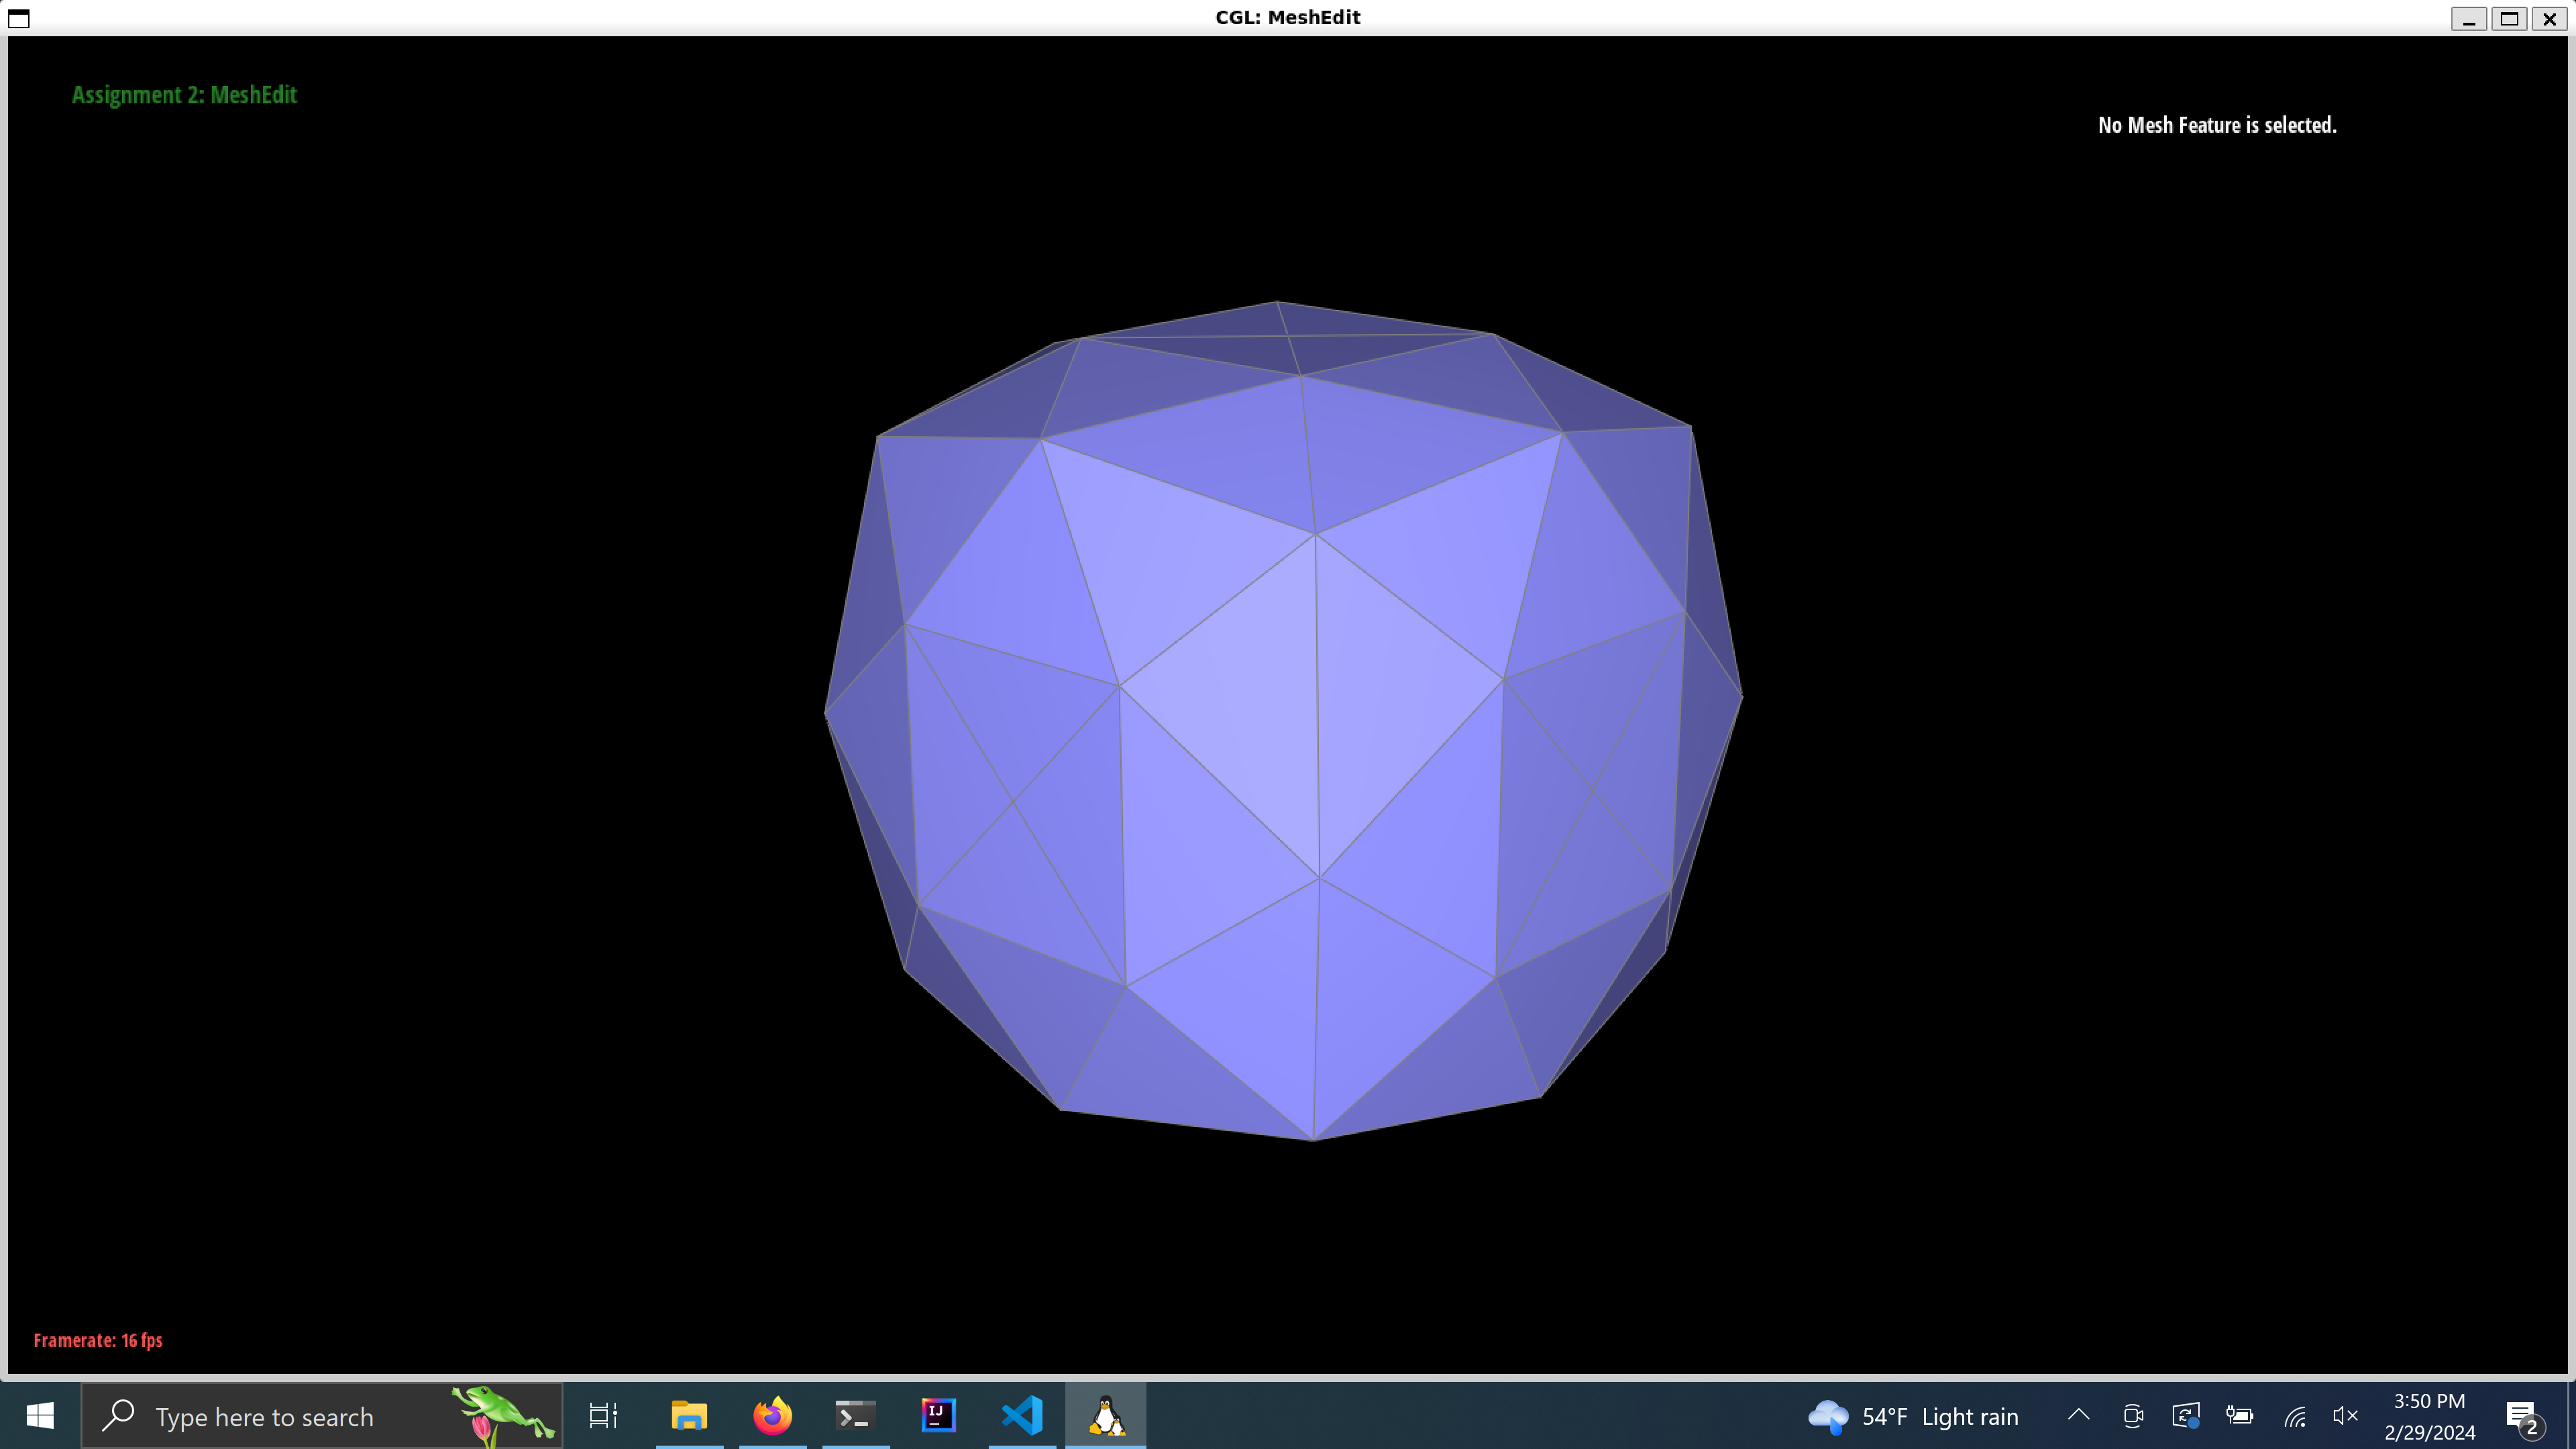 CGL: MeshEdit
Assignment 2: MeshEdit
No Mesh Feature is selected.
Framerate: 16 fps
Type here to search
IJ
54°F Light rain
3:50 PM
2/29/2024
2